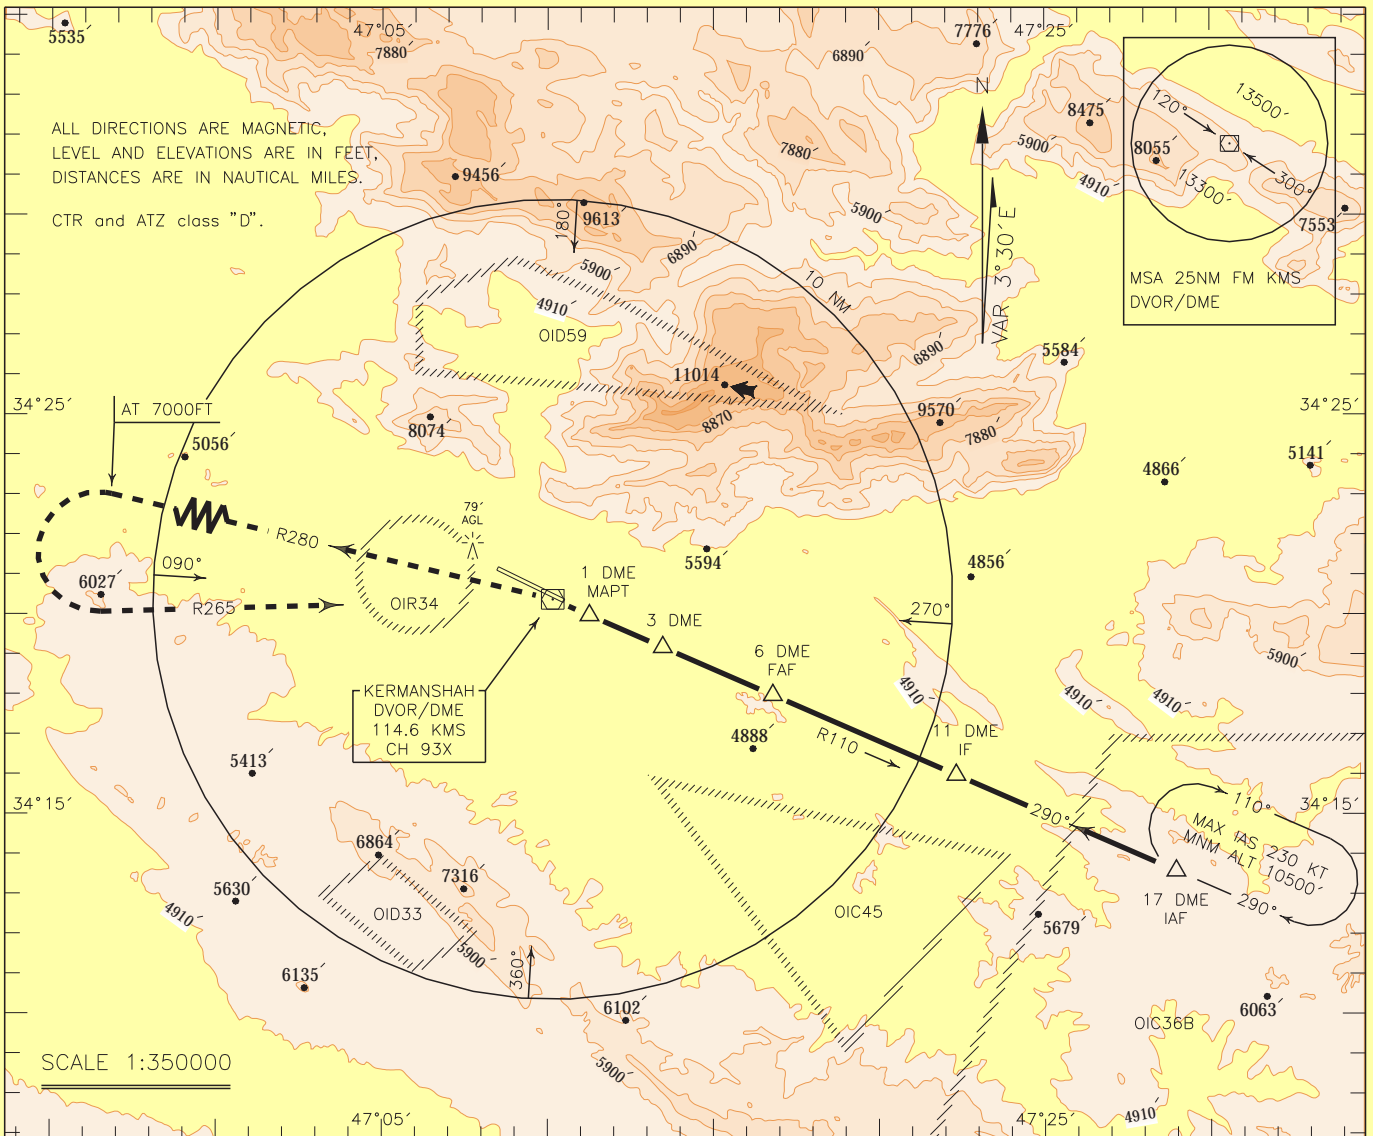 5535´
47°05´
7880´
6890´
7776´
47°25´
ALL DIRECTIONS ARE MAGNETIC,
LEVEL AND ELEVATIONS ARE IN FEET,
DISTANCES ARE IN NAUTICAL MILES.
CTR and ATZ class ”D”.
N
VAR 3°30´E
8475´
5900´
4910´
120°
13500´
8055´
13300´
300°
7553´
MSA 25NM FM KMS
DVOR/DME
9456´
9613´
180°
7880´
5900´
6890´
5900´
4910´
10 NM
OID59
6890´
5584´
11014´
8870´
9570´
7880´
8074´
34°25´
34°25´
AT 7000FT
5056´
5141´
4866´
79´
AGL
R280
5594´
4856´
090°
6027´
R265
OIR34
1 DME
MAPT
3 DME
270°
6 DME
FAF
5900´
4910´
4910´
4910´
KERMANSHAH
DVOR/DME
114.6 KMS
CH 93X
4888´
R110
11 DME
IF
5413´
34°15´
34°15´
290°
110°
MAX IAS 230 KT
MNM ALT 10500´
290°
17 DME
IAF
6864´
7316´
5630´
4910´
OID33
5900´
OIC45
5679´
360°
6135´
6102´
6063´
OIC36B
SCALE 1:350000
5900´
47°05´
47°25´
4910´